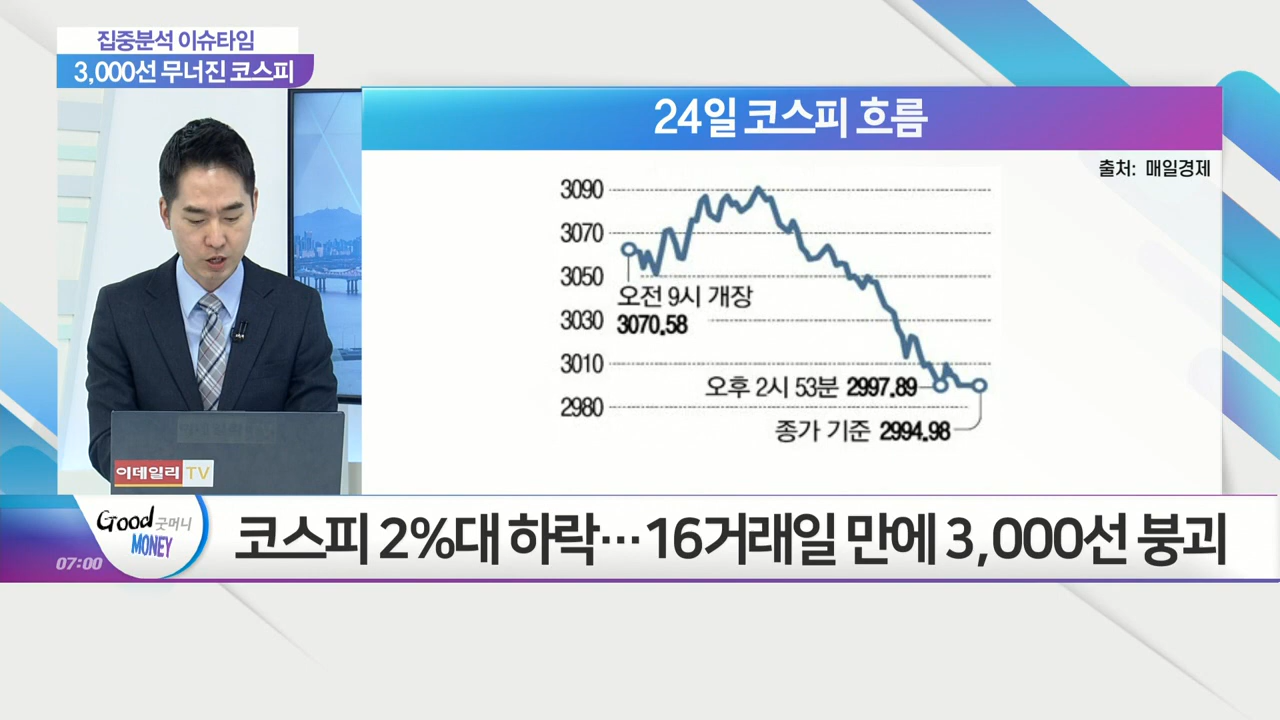 집중분석 이슈타임
3,000선 무너진 코스피
24일 코스피 흐름
출처: 매일경제
3090
3070
3050
오전 9시 개장
3070.58
3030
3010
오후 2시 53분 2997.89
2980
종가 기준 2994.98
이데일리 TV
Good 굿머니
MONEY
07:00
코스피 2%대 하락…16거래일 만에 3,000선 붕괴